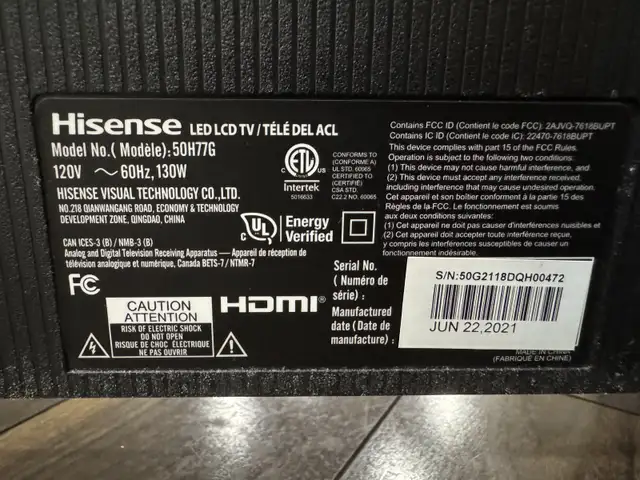 Hisense LED LCD TV / TÉLÉ DEL ACL
Model No.( Modèle): 50H77G
120V ～ 60Hz, 130W
HISENSE VISUAL TECHNOLOGY CO., LTD.
NO.218 QIANWANGANG ROAD, ECONOMY & TECHNOLOGY
DEVELOPMENT ZONE, QINGDAO, CHINA
CAN ICES-3 (B) / NMB-3 (B)
Analog and Digital Television Receiving Apparatus — Appareil de réception de
télévision analogique et numérique, Canada BETS-7 / NTMR-7
FC
CAUTION
ATTENTION
RISK OF ELECTRIC SHOCK
DO NOT OPEN
RISQUE DE CHOC ÉLECTRIQUE
NE PAS OUVRIR
HDMI®
ETL
C US
Intertek
5016633
CONFORMS TO
(CONFORME A)
UL STD. 60065
CERTIFIED TO
(CERTIFIÉ)
CSA STD.
C22.2 NO. 60065
UL
Energy
Verified
Contains FCC ID (Contient le code FCC): 2AJVQ-7618BUPT
Contains IC ID (Contient le code IC): 22470-7618BUPT
This device complies with part 15 of the FCC Rules.
Operation is subject to the following two conditions:
(1) This device may not cause harmful interference, and
(2) This device must accept any interference received,
including interference that may cause undesired operation.
Cet appareil est son boîtier conforment à la partie 15 des
Règles de la FCC. Le fonctionnement est soumis
aux deux conditions suivantes:
(1) Cet appareil ne doit pas causer d'interférences nuisibles et
(2) Cet appareil doit accepter toute interférence reçue,
y compris les interférences susceptibles de causer un
fonctionnement indésirable.
Serial No.
( Numéro de
série) :
S/N:50G2118DQH00472
Manufactured
date (Date de
manufacture) :
JUN 22,2021
MADE IN CHINA
(FABRIQUÉ EN CHINE)